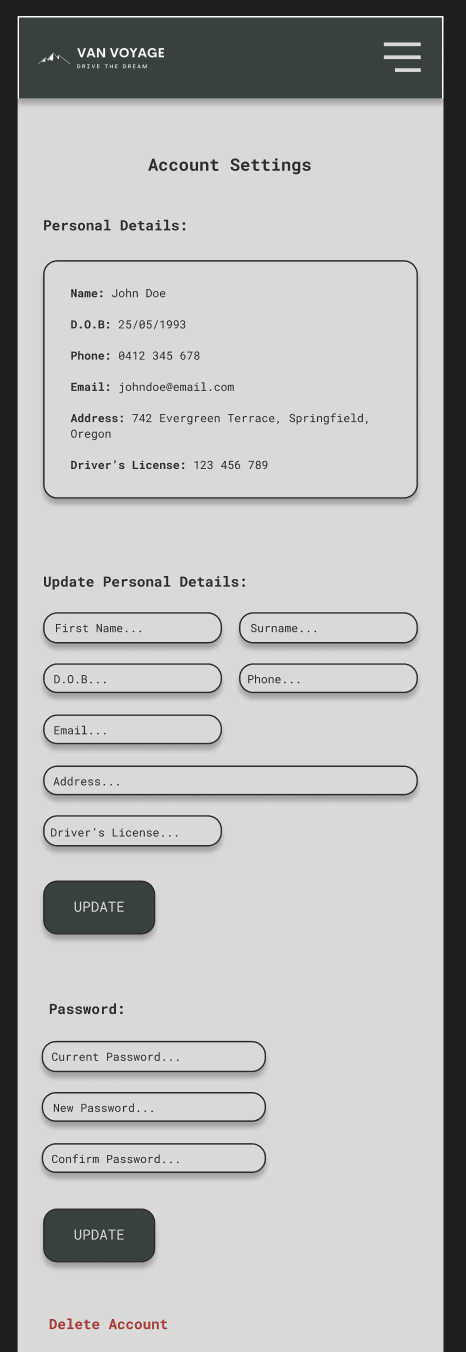 VAN VOYAGE
DRIVE THE DREAM
Account Settings
Personal Details:
Name: John Doe
D.O.B: 25/05/1993
Phone: 0412 345 678
Email: johndoe@email.com
Address: 742 Evergreen Terrace, Springfield,
Oregon
Driver’s License: 123 456 789
Update Personal Details:
First Name... Surname...
D.O.B... Phone...
Email...
Address...
Driver’s License...
UPDATE
Password:
Current Password...
New Password...
Confirm Password...
UPDATE
Delete Account